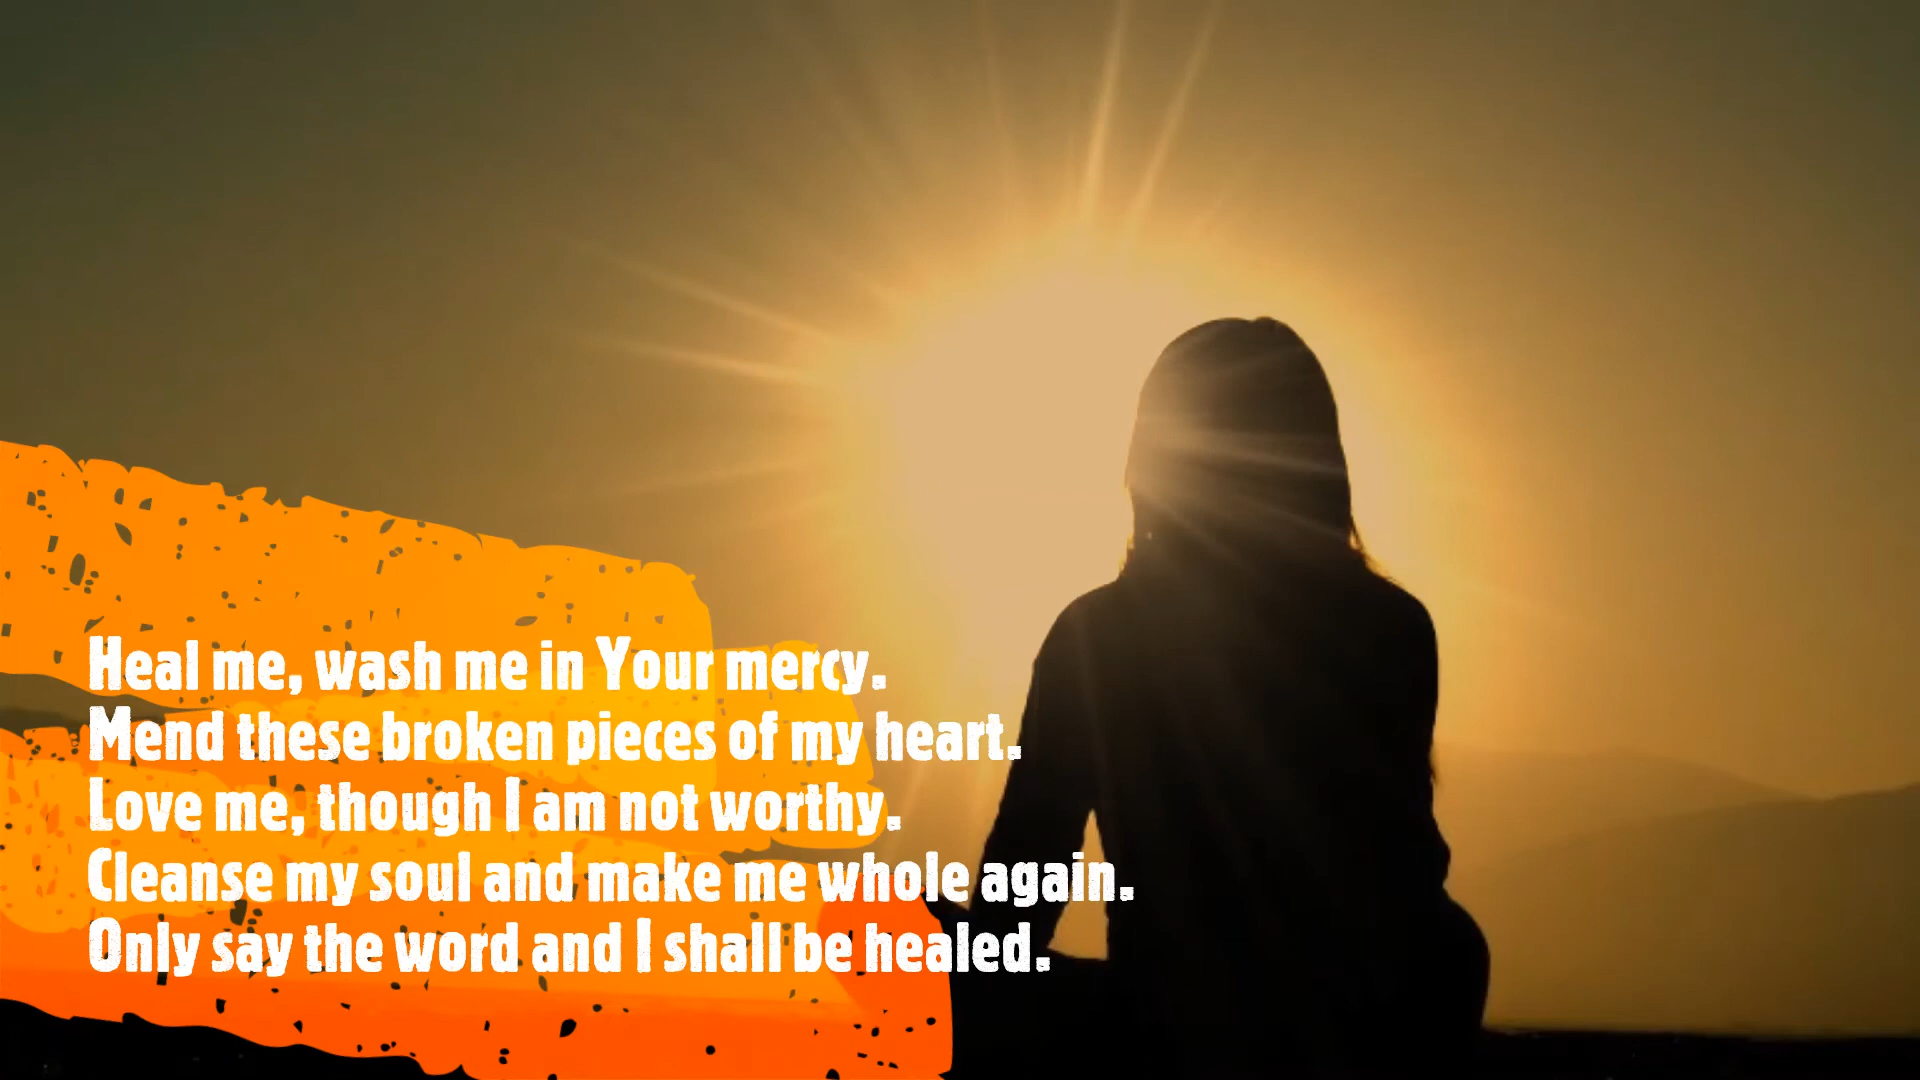 Heal me, wash me in Your mercy.
Mend these broken pieces of my heart.
Love me, though I am not worthy.
Cleanse my soul and make me whole again.
Only say the word and I shall be healed.